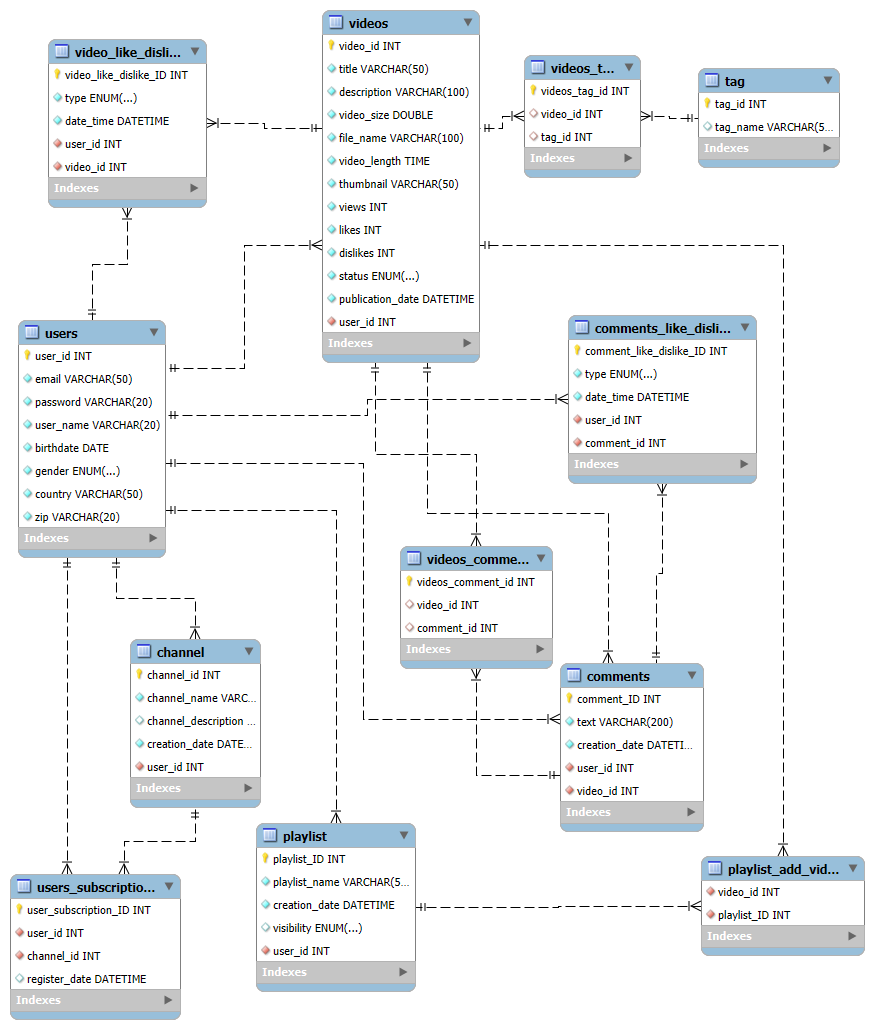 videos
video_id INT
title VARCHAR(50)
description VARCHAR(100)
video_size DOUBLE
file_name VARCHAR(100)
video_length TIME
thumbnail VARCHAR(50)
views INT
likes INT
dislikes INT
status ENUM(...)
publication_date DATETIME
user_id INT
Indexes
video_like_disli...
video_like_dislike_ID INT
type ENUM(...)
date_time DATETIME
user_id INT
video_id INT
Indexes
videos_t...
videos_tag_id INT
video_id INT
tag_id INT
Indexes
tag
tag_id INT
tag_name VARCHAR(5...
Indexes
users
user_id INT
email VARCHAR(50)
password VARCHAR(20)
user_name VARCHAR(20)
birthdate DATE
gender ENUM(...)
country VARCHAR(50)
zip VARCHAR(20)
Indexes
comments_like_disli...
comment_like_dislike_ID INT
type ENUM(...)
date_time DATETIME
user_id INT
comment_id INT
Indexes
videos_comme...
videos_comment_id INT
video_id INT
comment_id INT
Indexes
channel
channel_id INT
channel_name VARC...
channel_description ...
creation_date DATE...
user_id INT
Indexes
comments
comment_ID INT
text VARCHAR(200)
creation_date DATETI...
user_id INT
video_id INT
Indexes
playlist
playlist_ID INT
playlist_name VARCHAR(5...
creation_date DATETIME
visibility ENUM(...)
user_id INT
Indexes
playlist_add_vid...
video_id INT
playlist_ID INT
Indexes
users_subscriptio...
user_subscription_ID INT
user_id INT
channel_id INT
register_date DATETIME
Indexes